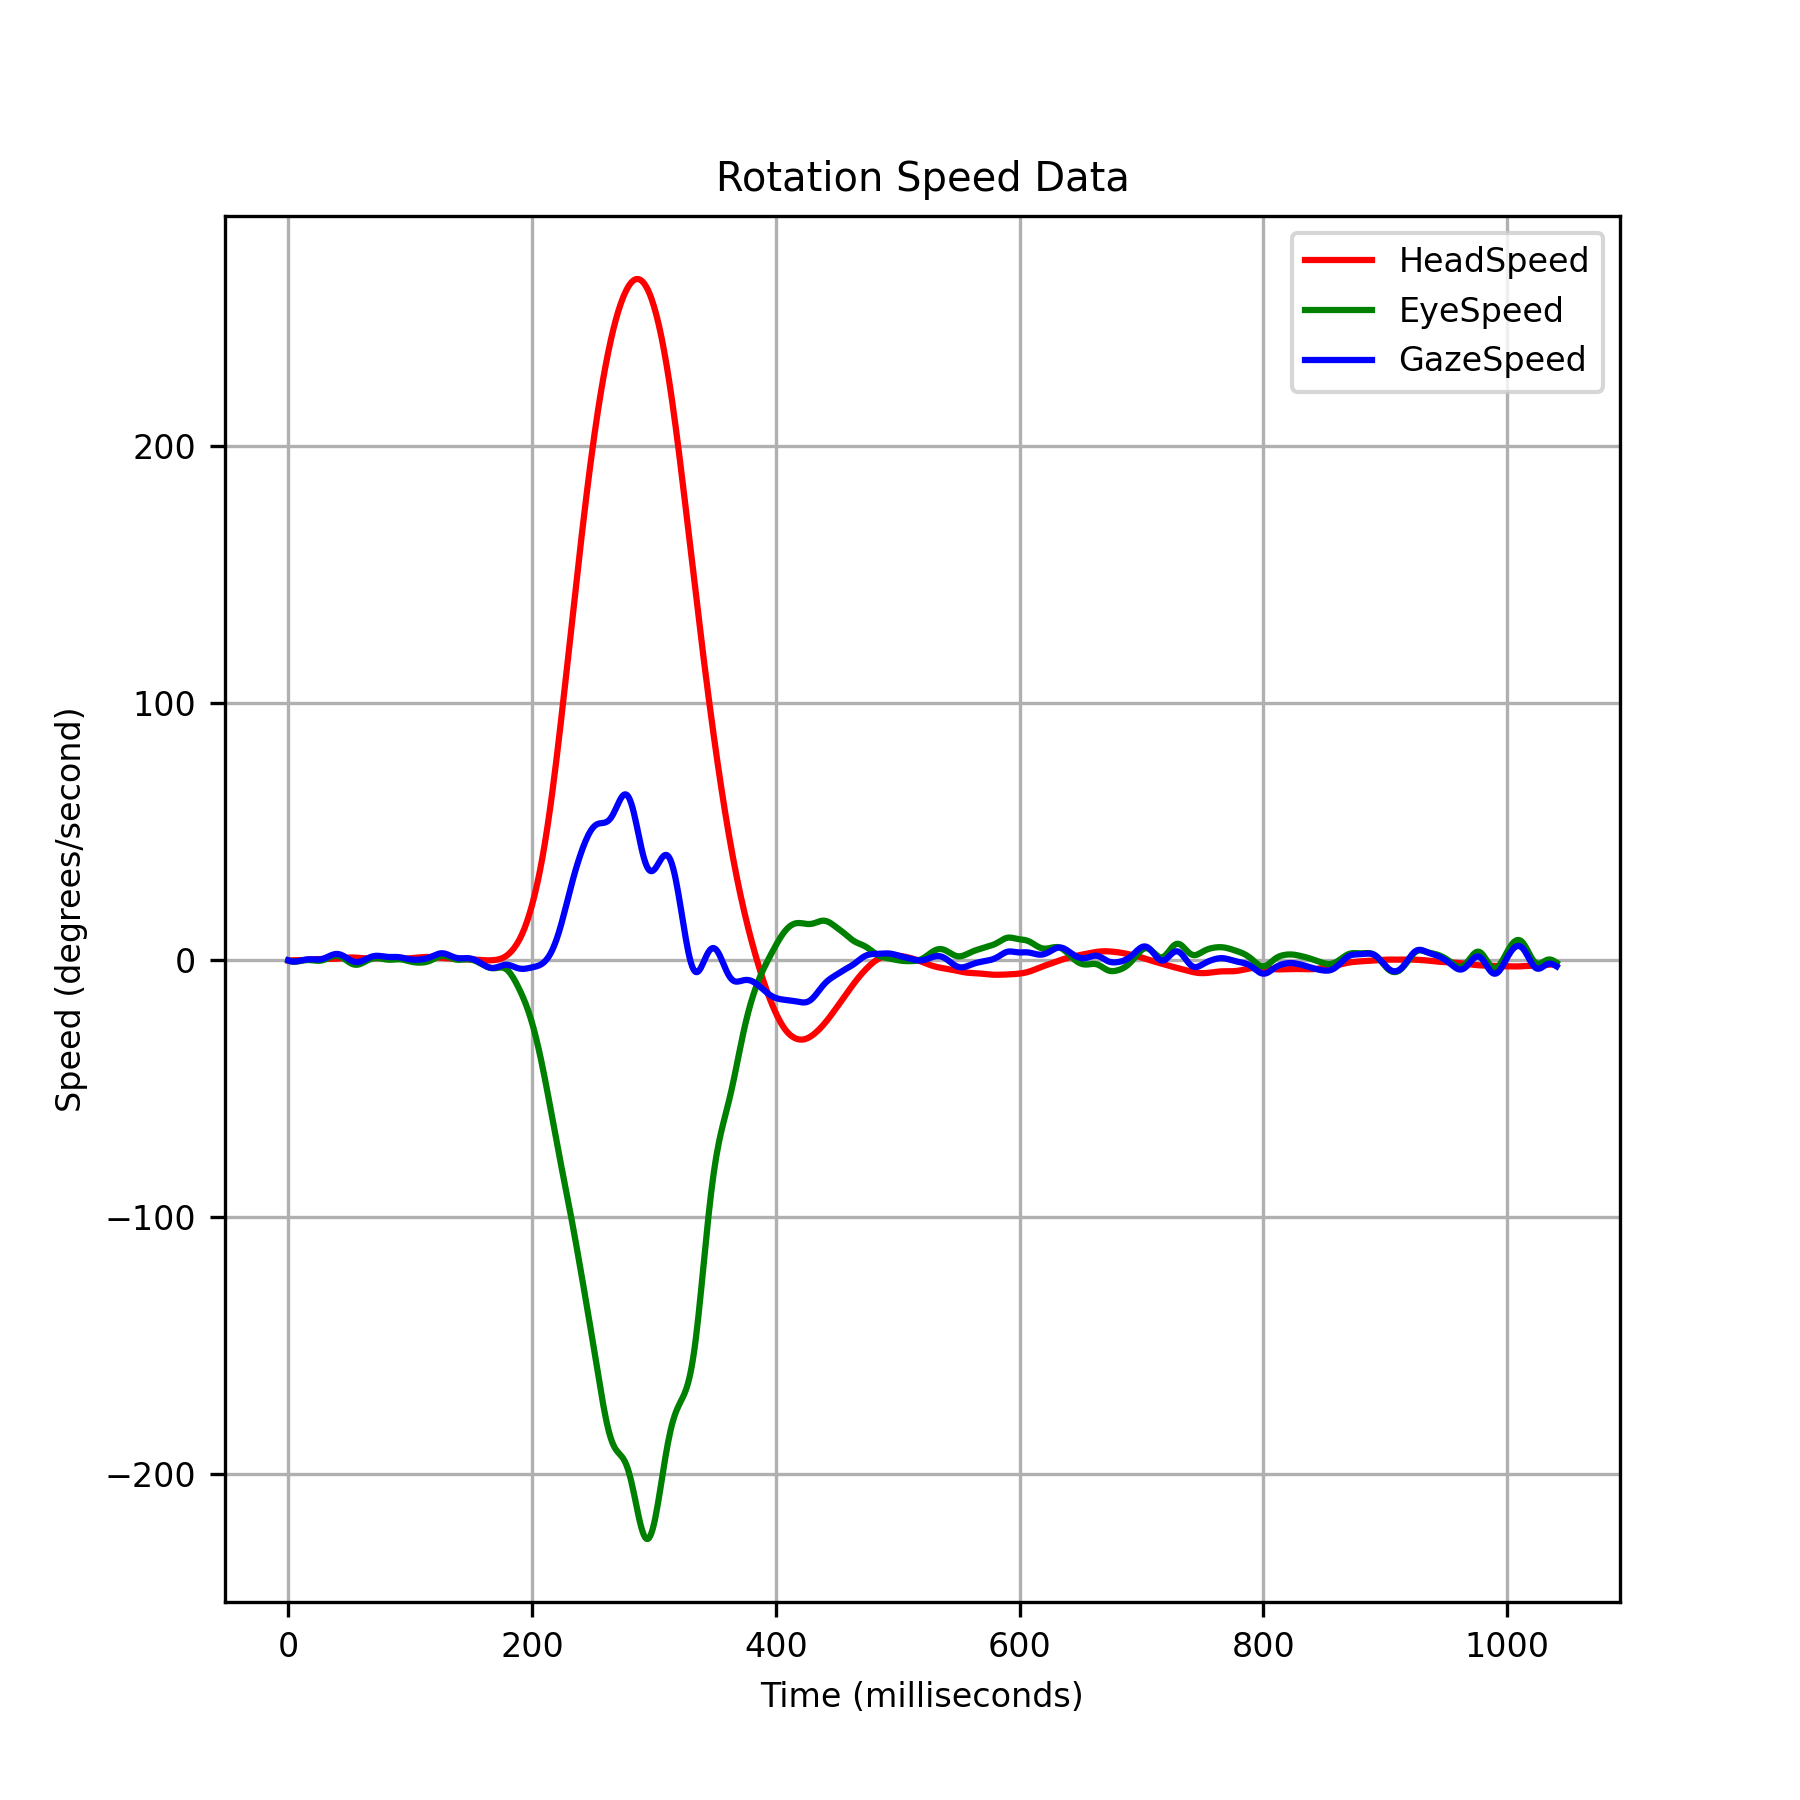 Rotation Speed Data
HeadSpeed
EyeSpeed
GazeSpeed
Speed (degrees/second)
200
100
0
−100
−200
0 200 400 600 800 1000
Time (milliseconds)